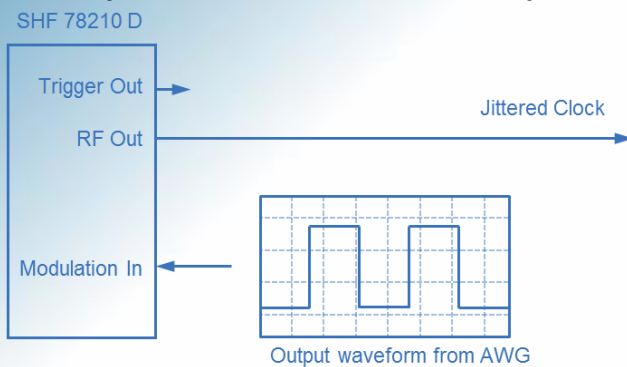 SHF 78210 D
Trigger Out
Jittered Clock
RF Out
Modulation In
Output waveform from AWG